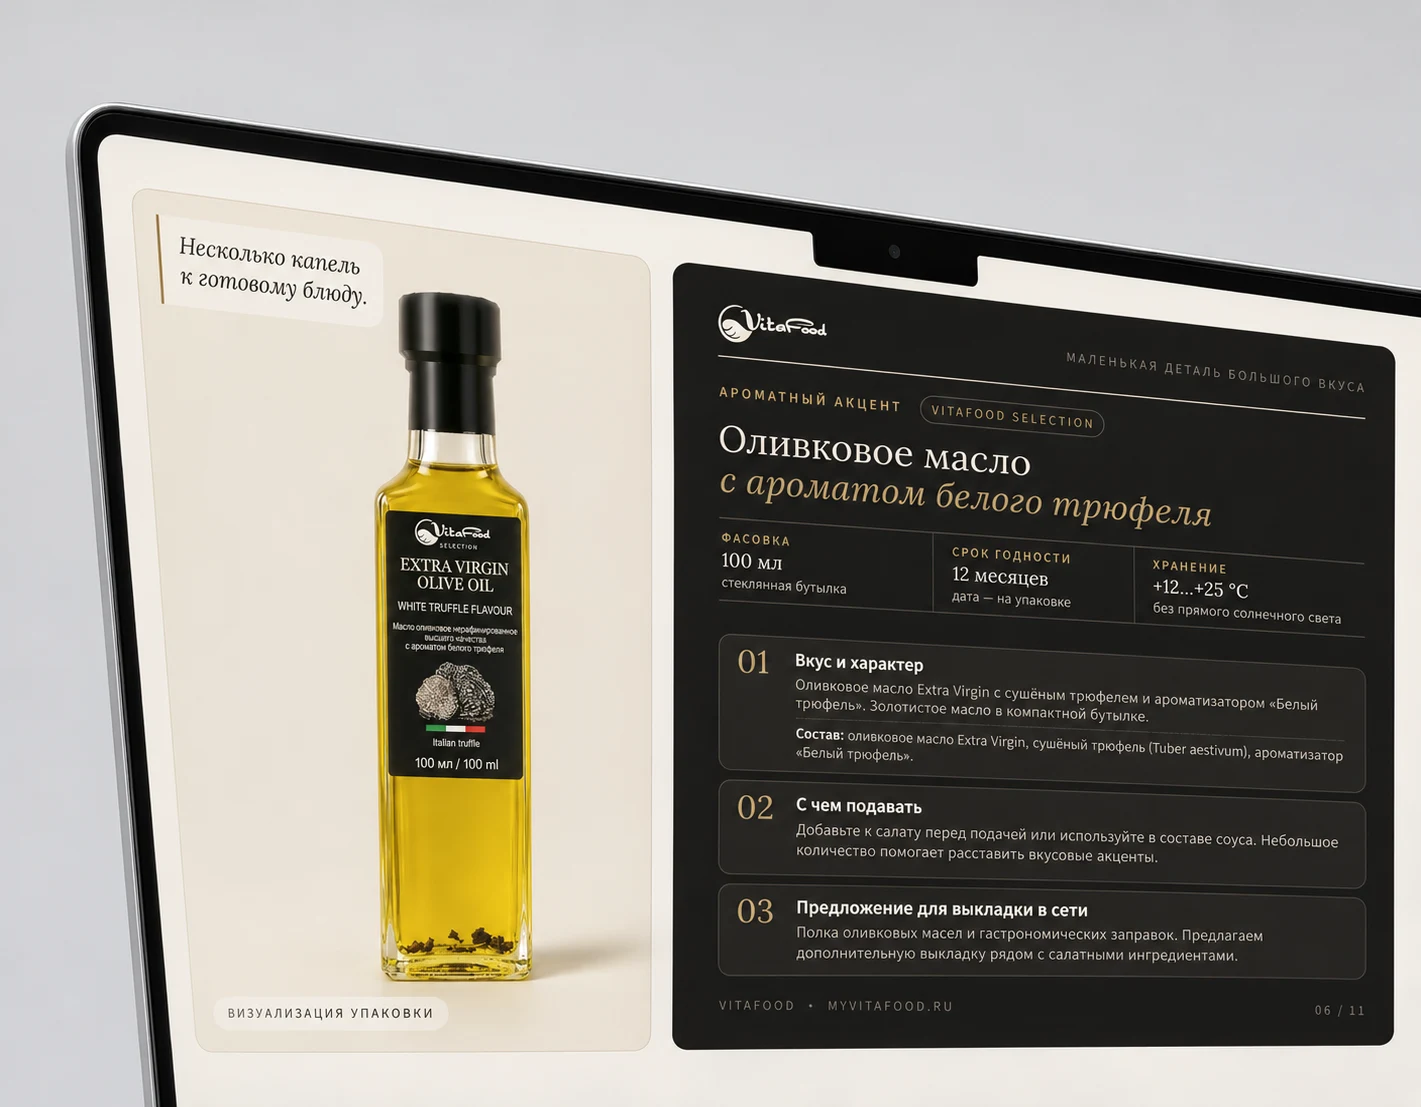 Несколько капель
к готовому блюду.
VitaFood
SELECTION
EXTRA VIRGIN
OLIVE OIL
WHITE TRUFFLE FLAVOUR
Масло оливковое нерафинированное
высшего качества
с ароматом белого трюфеля
Italian truffle
100 мл / 100 ml
ВИЗУАЛИЗАЦИЯ УПАКОВКИ
VitaFood
МАЛЕНЬКАЯ ДЕТАЛЬ БОЛЬШОГО ВКУСА
АРОМАТНЫЙ АКЦЕНТ
VITAFOOD SELECTION
Оливковое масло
с ароматом белого трюфеля
ФАСОВКА
100 мл
стеклянная бутылка
СРОК ГОДНОСТИ
12 месяцев
дата — на упаковке
ХРАНЕНИЕ
+12...+25 °C
без прямого солнечного света
01
Вкус и характер
Оливковое масло Extra Virgin с сушёным трюфелем и ароматизатором «Белый
трюфель». Золотистое масло в компактной бутылке.
Состав: оливковое масло Extra Virgin, сушёный трюфель (Tuber aestivum), ароматизатор
«Белый трюфель».
02
С чем подавать
Добавьте к салату перед подачей или используйте в составе соуса. Небольшое
количество помогает расставить вкусовые акценты.
03
Предложение для выкладки в сети
Полка оливковых масел и гастрономических заправок. Предлагаем
дополнительную выкладку рядом с салатными ингредиентами.
VITAFOOD • MYVITAFOOD.RU
06 / 11